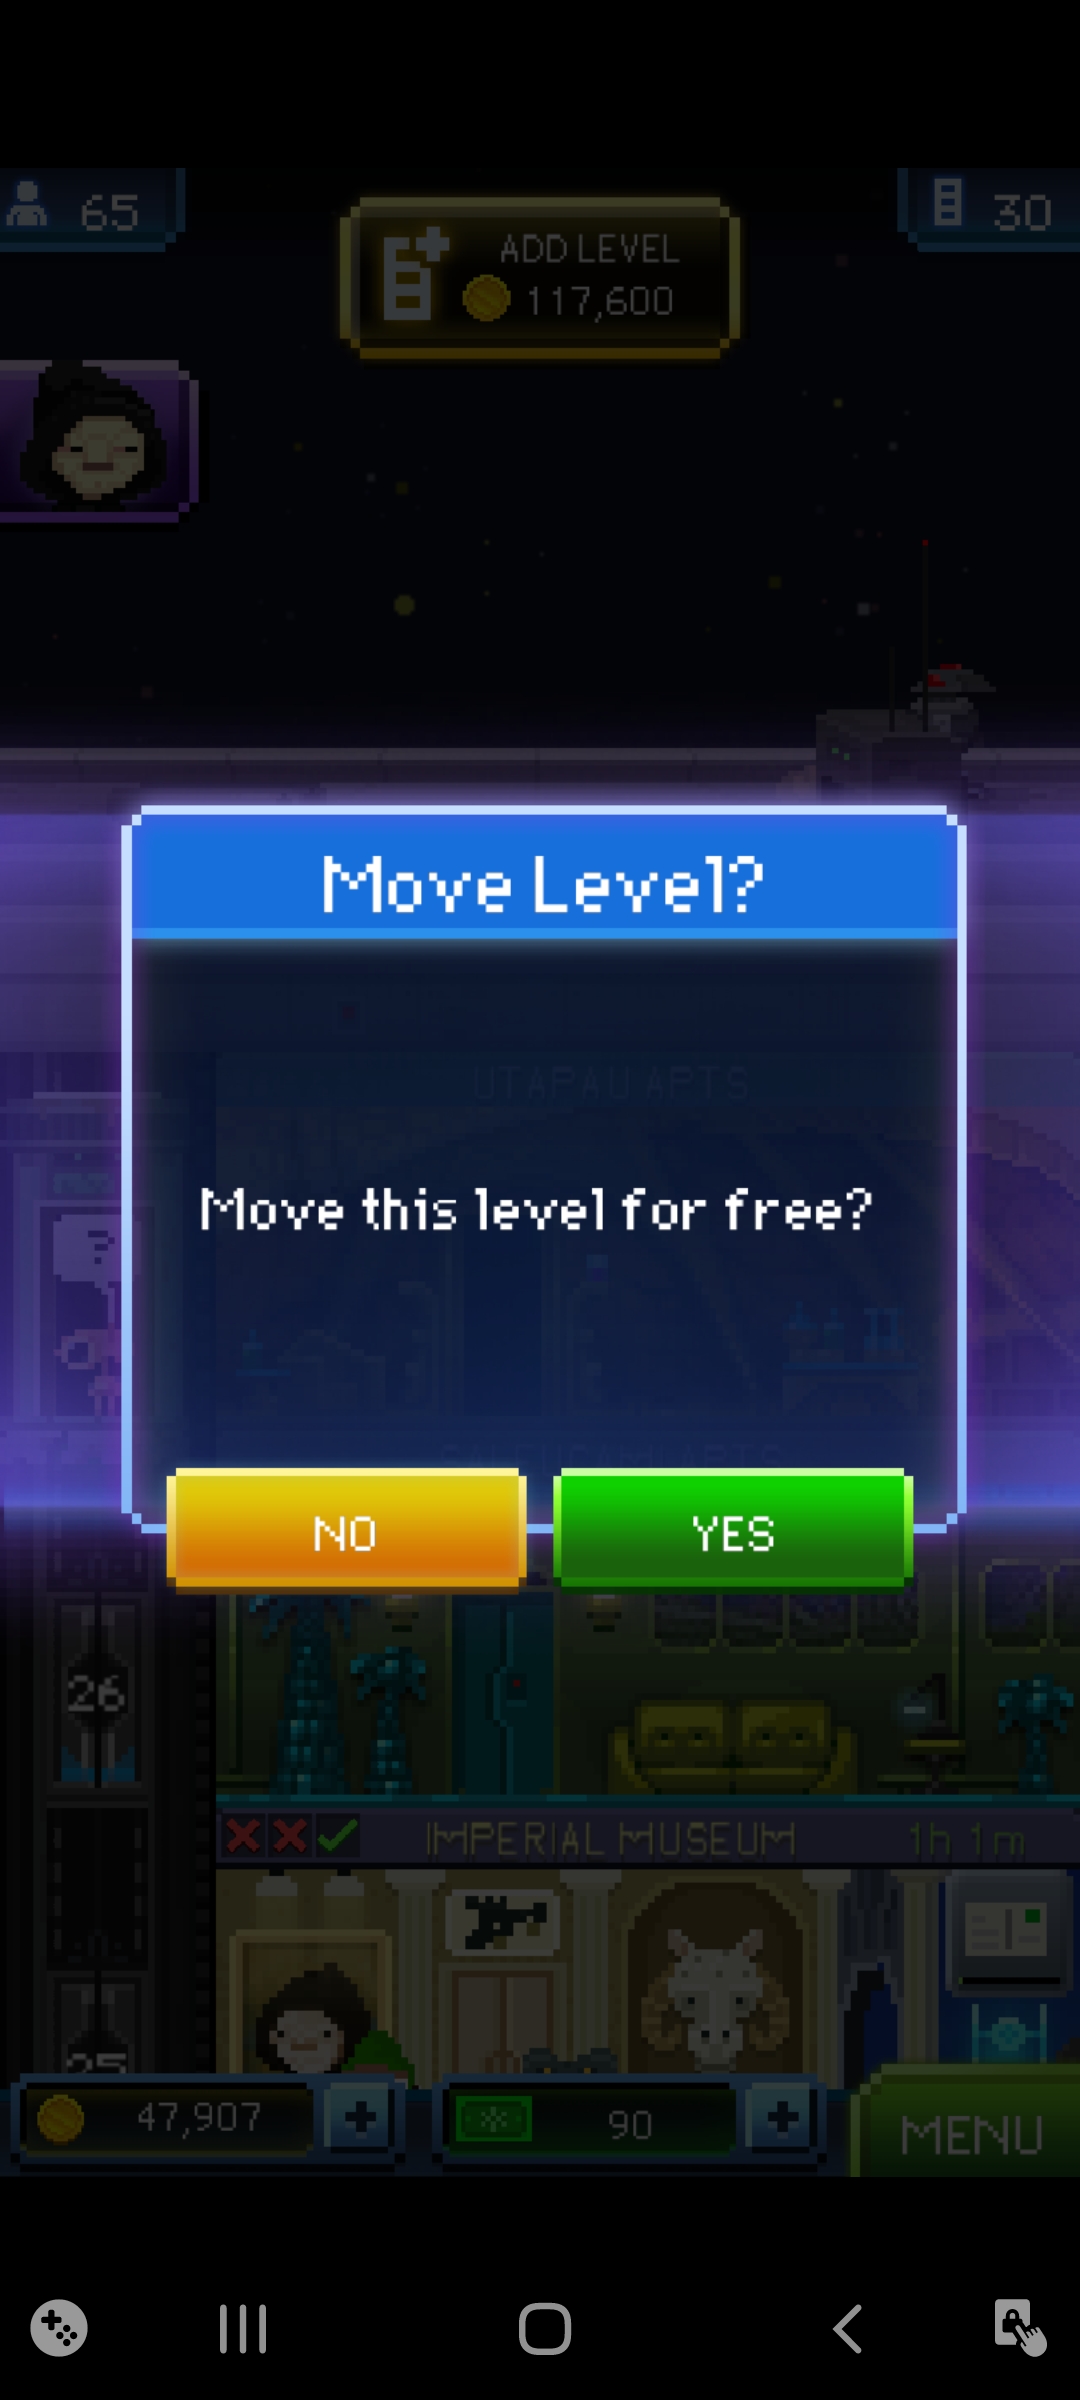 65
ADD LEVEL
117,600
30
Move Level?
UTAPAU APTS
Move this level for free?
?
NO
YES
26
IMPERIAL MUSEUM
1h 1m
25
47,907
90
MENU